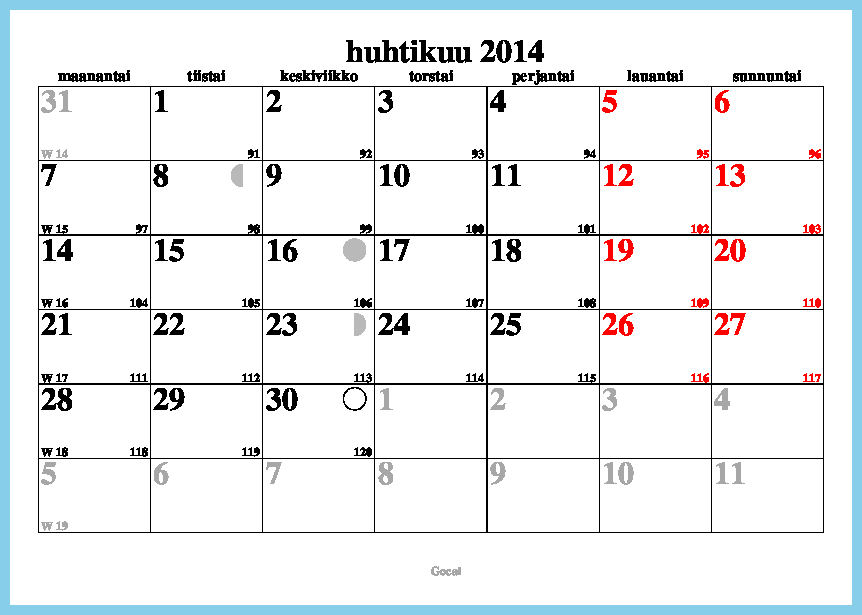 huhtikuu 2014
maanantai tiistai keskiviikko torstai perjantai lauantai sunnuntai
31 1 2 3 4 5 6
W 14 91 92 93 94 95 96
7 8 9 10 11 12 13
W 15 97 98 99 100 101 102 103
14 15 16 17 18 19 20
W 16 104 105 106 107 108 109 110
21 22 23 24 25 26 27
W 17 111 112 113 114 115 116 117
28 29 30 1 2 3 4
W 18 118 119 120
5 6 7 8 9 10 11
W 19
Gocal